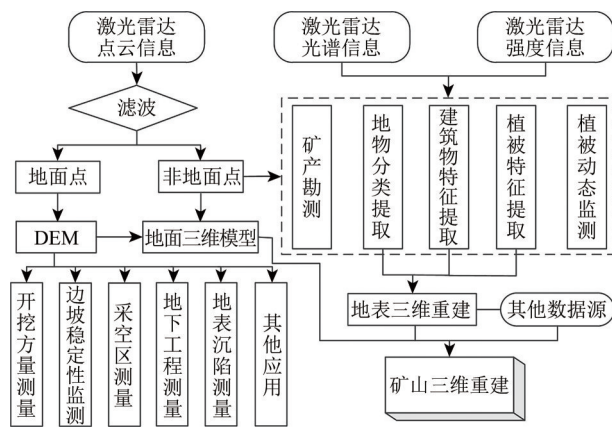 激光雷达
点云信息
激光雷达
光谱信息
激光雷达
强度信息
滤波
地面点
非地面点
矿产勘测
地物分类提取
建筑物特征提取
植被特征提取
植被动态监测
DEM
地面三维模型
开挖方量测量
边坡稳定性监测
采空区测量
地下工程测量
地表沉陷测量
其他应用
地表三维重建
其他数据源
矿山三维重建